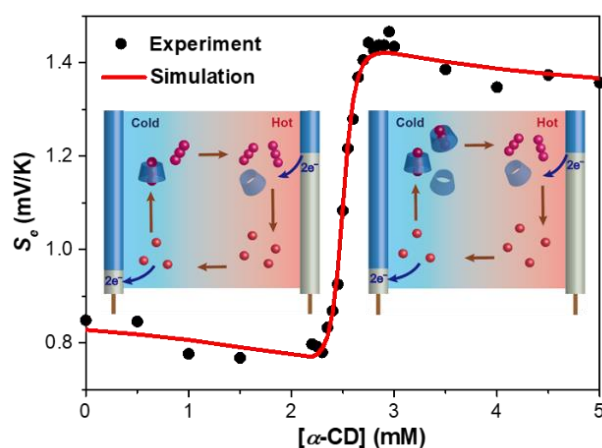 Experiment
Simulation
Cold
Hot
2e⁻
2e⁻
Cold
Hot
2e⁻
2e⁻
1.4
1.2
1.0
0.8
Sₑ (mV/K)
0
1
2
3
4
5
[α-CD] (mM)